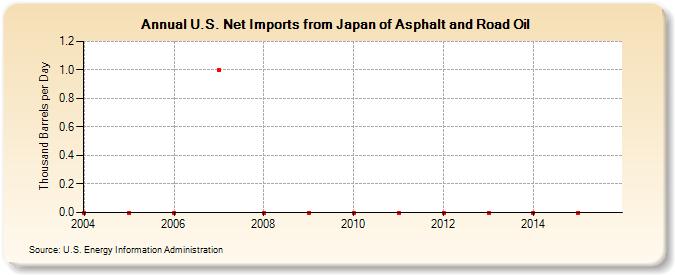 Annual U.S. Net Imports from Japan of Asphalt and Road Oil
Thousand Barrels per Day
1.2
1.0
0.8
0.6
0.4
0.2
0.0
2004 2006 2008 2010 2012 2014
Source: U.S. Energy Information Administration